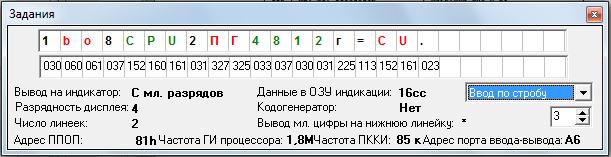 Задания
1 b o 8 C P U 2 П Г 4 8 1 2 г = C U .
030 060 061 037 152 160 161 031 327 325 033 037 030 031 225 113 152 161 023
Вывод на индикатор: С мл. разрядов Данные в ОЗУ индикации: 16сс Ввод по стробу
Разрядность дисплея: 4 Кодогенератор: Нет 3
Число линеек: 2 Вывод мл. цифры на нижнюю линейку: *
Адрес ППОП: 81h Частота ГИ процессора: 1,8М Частота ПККИ: 85 к Адрес порта ввода-вывода: А6